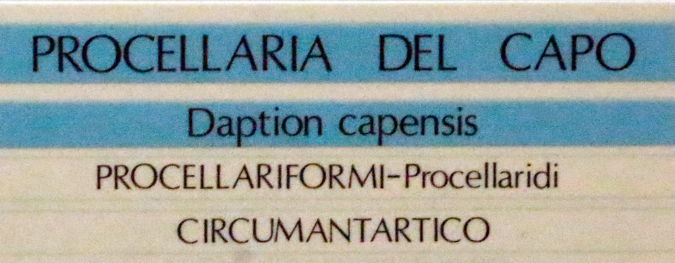 PROCELLARIA DEL CAPO
Daption capensis
PROCELLARIFORMI-Procellaridi
CIRCUMANTARTICO